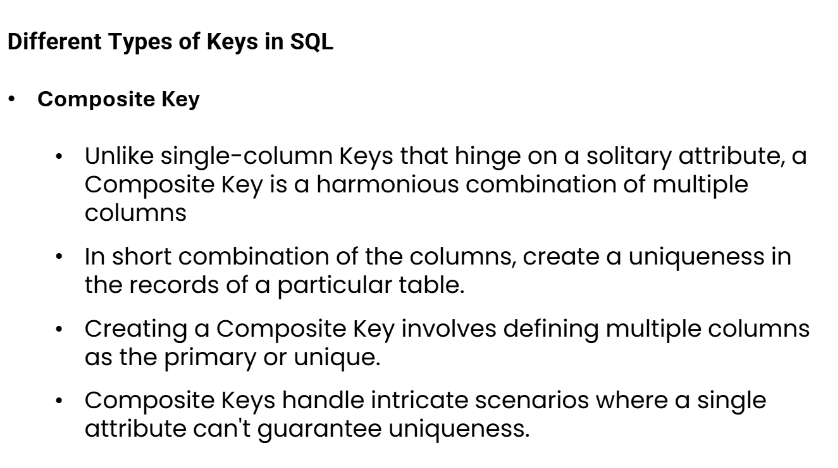 Different Types of Keys in SQL
• Composite Key
• Unlike single-column Keys that hinge on a solitary attribute, a
Composite Key is a harmonious combination of multiple
columns
• In short combination of the columns, create a uniqueness in
the records of a particular table.
• Creating a Composite Key involves defining multiple columns
as the primary or unique.
• Composite Keys handle intricate scenarios where a single
attribute can't guarantee uniqueness.